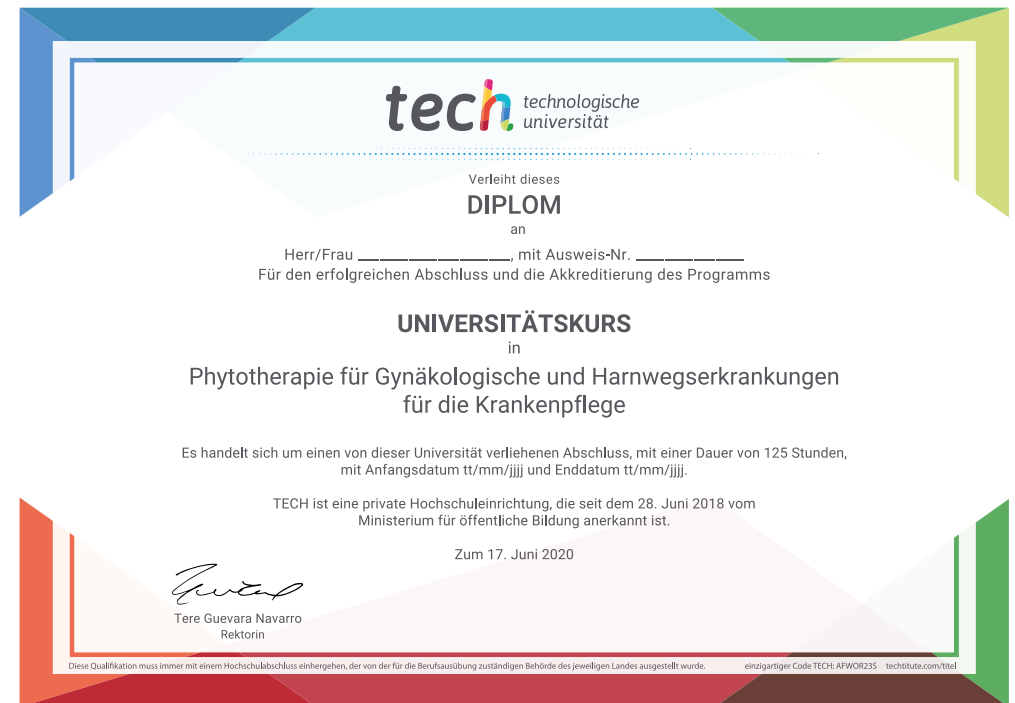 tech technologische
universität
Verleiht dieses
DIPLOM
an
Herr/Frau ____________________, mit Ausweis-Nr. ______________
Für den erfolgreichen Abschluss und die Akkreditierung des Programms
UNIVERSITÄTSKURS
in
Phytotherapie für Gynäkologische und Harnwegserkrankungen
für die Krankenpflege
Es handelt sich um einen von dieser Universität verliehenen Abschluss, mit einer Dauer von 125 Stunden,
mit Anfangsdatum tt/mm/jjjj und Enddatum tt/mm/jjjj.
TECH ist eine private Hochschuleinrichtung, die seit dem 28. Juni 2018 vom
Ministerium für öffentliche Bildung anerkannt ist.
Zum 17. Juni 2020
Tere Guevara Navarro
Rektorin
Diese Qualifikation muss immer mit einem Hochschulabschluss einhergehen, der von der für die Berufsausübung zuständigen Behörde des jeweiligen Landes ausgestellt wurde. einzigartiger Code TECH: AFWOR23S techtitute.com/titel